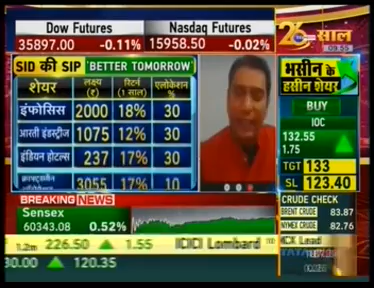 Dow Futures
35897.00 -0.11%
Nasdaq Futures
15958.50 -0.02%
साल
09:55
SID की SIP 'BETTER TOMORROW'
शेयर लक्ष्य (₹) रिटर्न (1 साल) एलोकेशन %
इंफोसिस 2000 18% 30
आरती इंडस्ट्रीज 1075 12% 30
इंडियन होटल्स 237 17% 30
3055 17% 10
भसीन के
हसीन शेयर
BUY
IOC
132.55
1.75
TGT 133
SL 123.40
BREAKING NEWS
Sensex
60343.08 0.52%
CRUDE CHECK
BRENT CRUDE 83.87
NYMEX CRUDE 82.76
1.2m 226.50 1.55 ICICI Lombard
30.00 120.35